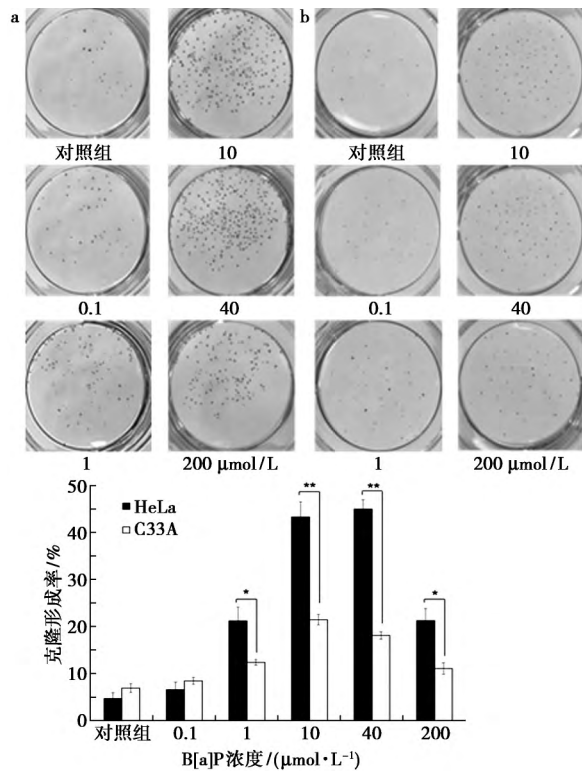 a
b
对照组 10 对照组 10
0.1 40 0.1 40
1 200 μmol/L 1 200 μmol/L
50
40
30
20
10
0
克隆形成率/%
HeLa
C33A
*
**
**
*
对照组 0.1 1 10 40 200
B[a]P浓度/(μmol·L⁻¹)